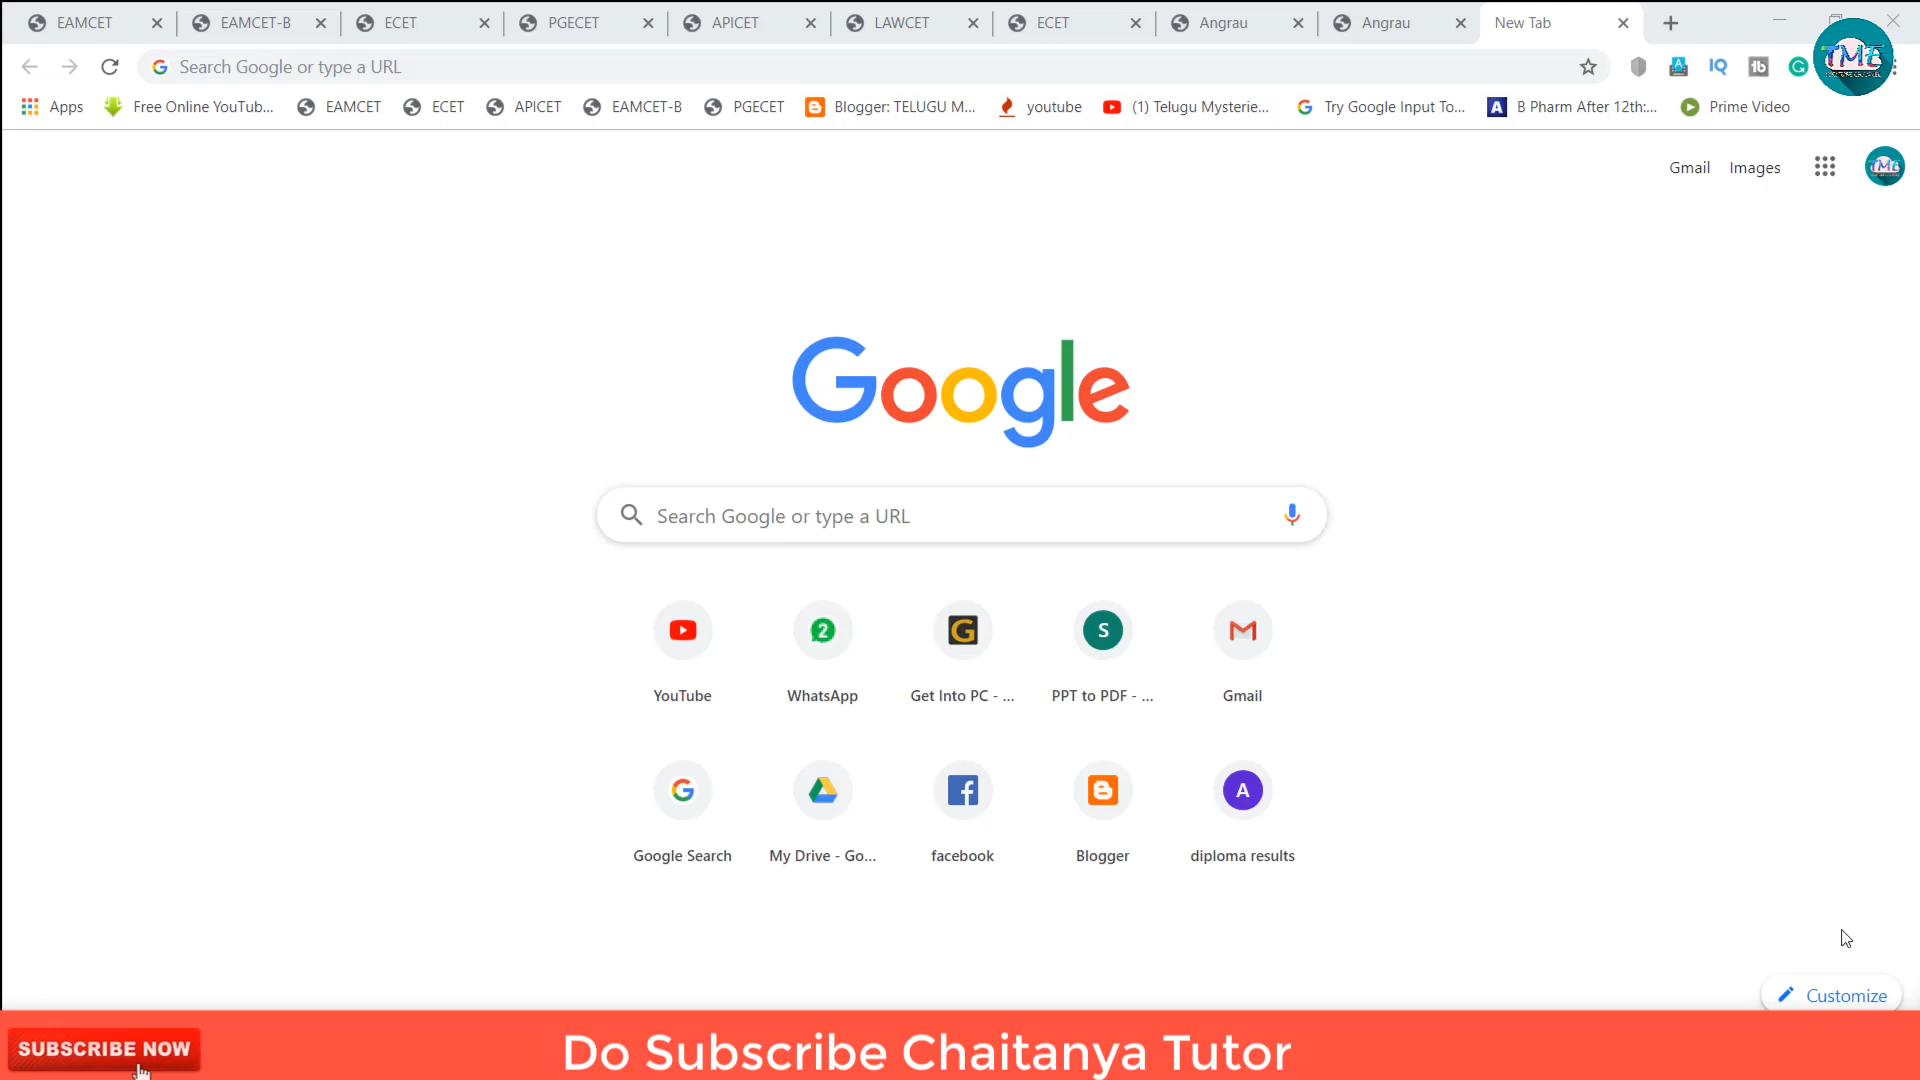 EAMCET EAMCET-B ECET PGECET APICET LAWCET ECET Angrau Angrau New Tab
Search Google or type a URL
Apps Free Online YouTub... EAMCET ECET APICET EAMCET-B PGECET Blogger: TELUGU M... youtube (1) Telugu Mysterie... Try Google Input To... B Pharm After 12th:... Prime Video
TME
Gmail Images
Google
Search Google or type a URL
YouTube WhatsApp Get Into PC - ... PPT to PDF - ... Gmail
Google Search My Drive - Go... facebook Blogger diploma results
Customize
SUBSCRIBE NOW
Do Subscribe Chaitanya Tutor